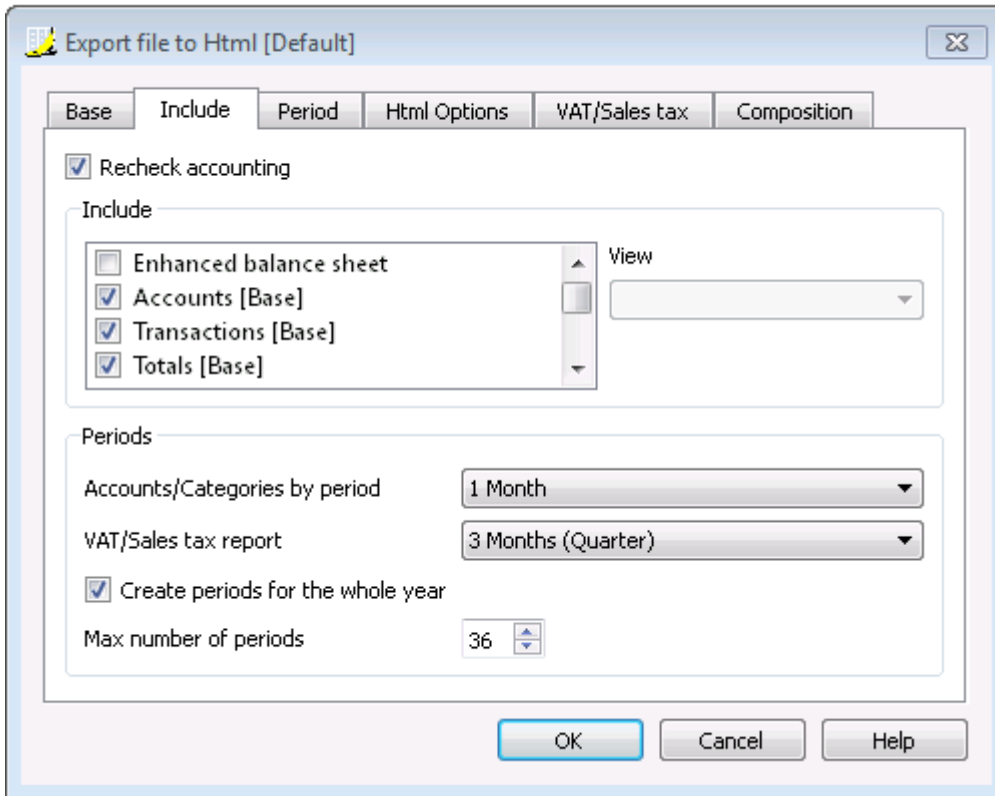 Export file to Html [Default]
Base Include Period Html Options VAT/Sales tax Composition
Recheck accounting
Include
Enhanced balance sheet
View
Accounts [Base]
Transactions [Base]
Totals [Base]
Periods
Accounts/Categories by period 1 Month
VAT/Sales tax report 3 Months (Quarter)
Create periods for the whole year
Max number of periods 36
OK Cancel Help